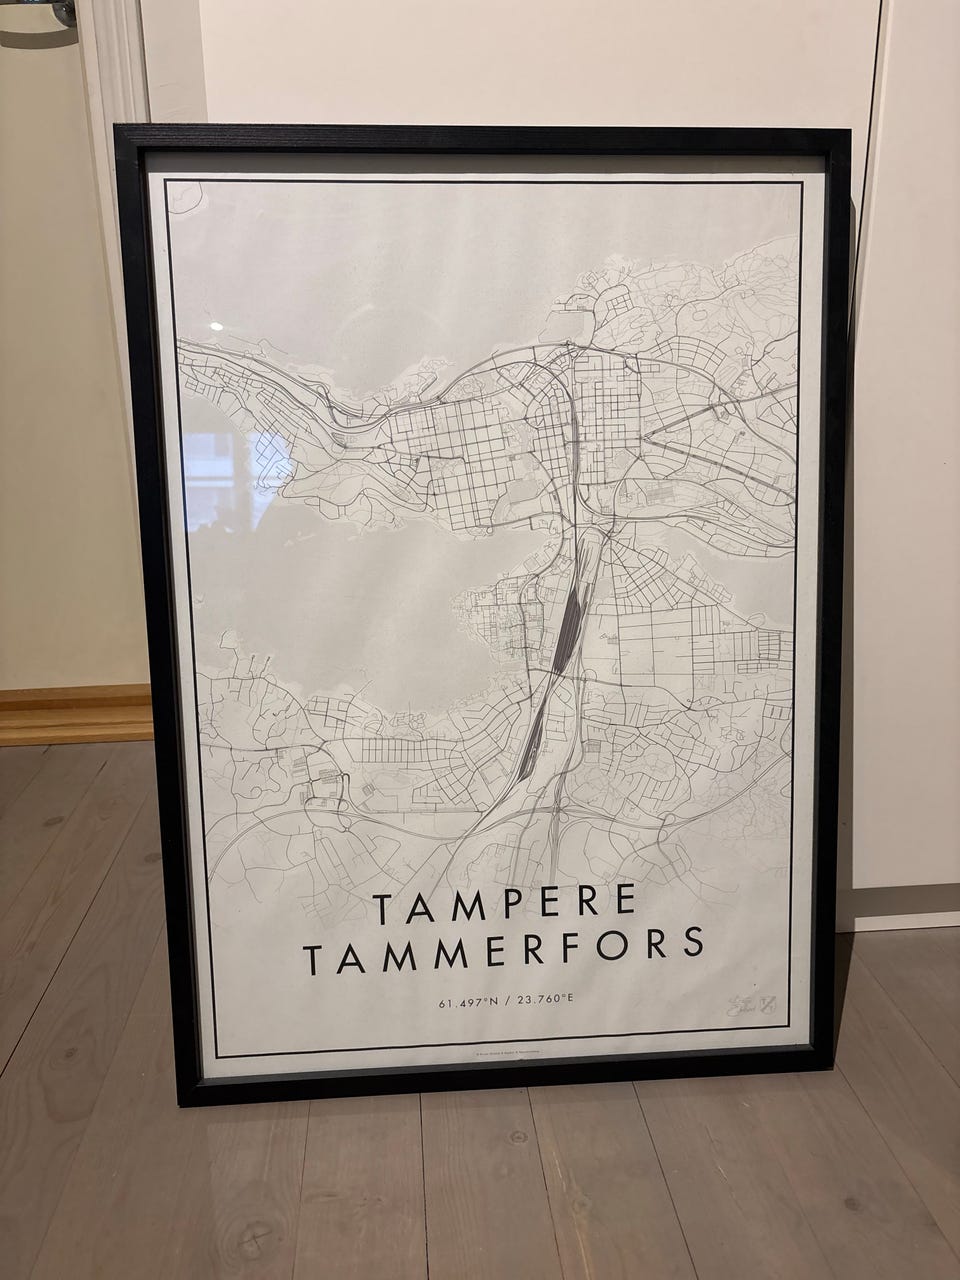 TAMPERE
TAMMERFORS
61.497°N / 23.760°E